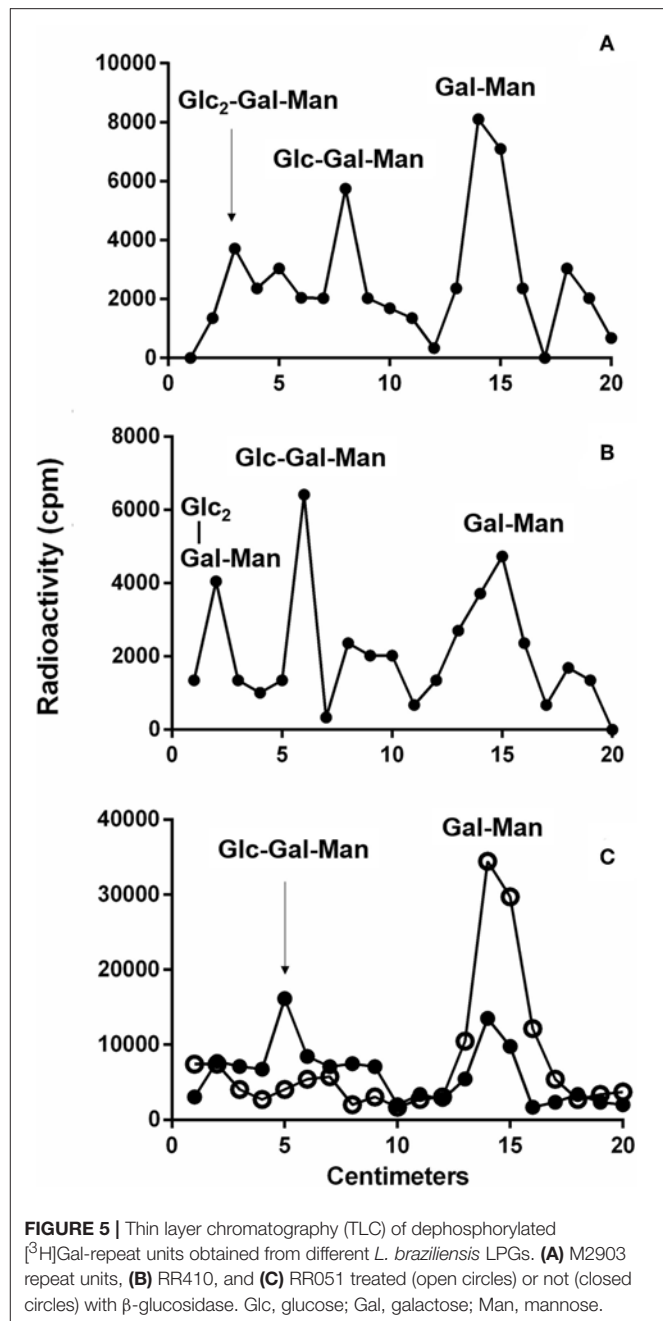 A
10000
8000
6000
4000
2000
0
Glc₂-Gal-Man
Glc-Gal-Man
Gal-Man
0 5 10 15 20
B
8000
6000
4000
2000
0
Glc₂
Gal-Man
Glc-Gal-Man
Gal-Man
0 5 10 15 20
Radioactivity (cpm)
C
40000
30000
20000
10000
0
Glc-Gal-Man
Gal-Man
0 5 10 15 20
Centimeters
FIGURE 5 | Thin layer chromatography (TLC) of dephosphorylated
[³H]Gal-repeat units obtained from different L. braziliensis LPGs. (A) M2903
repeat units, (B) RR410, and (C) RR051 treated (open circles) or not (closed
circles) with β-glucosidase. Glc, glucose; Gal, galactose; Man, mannose.